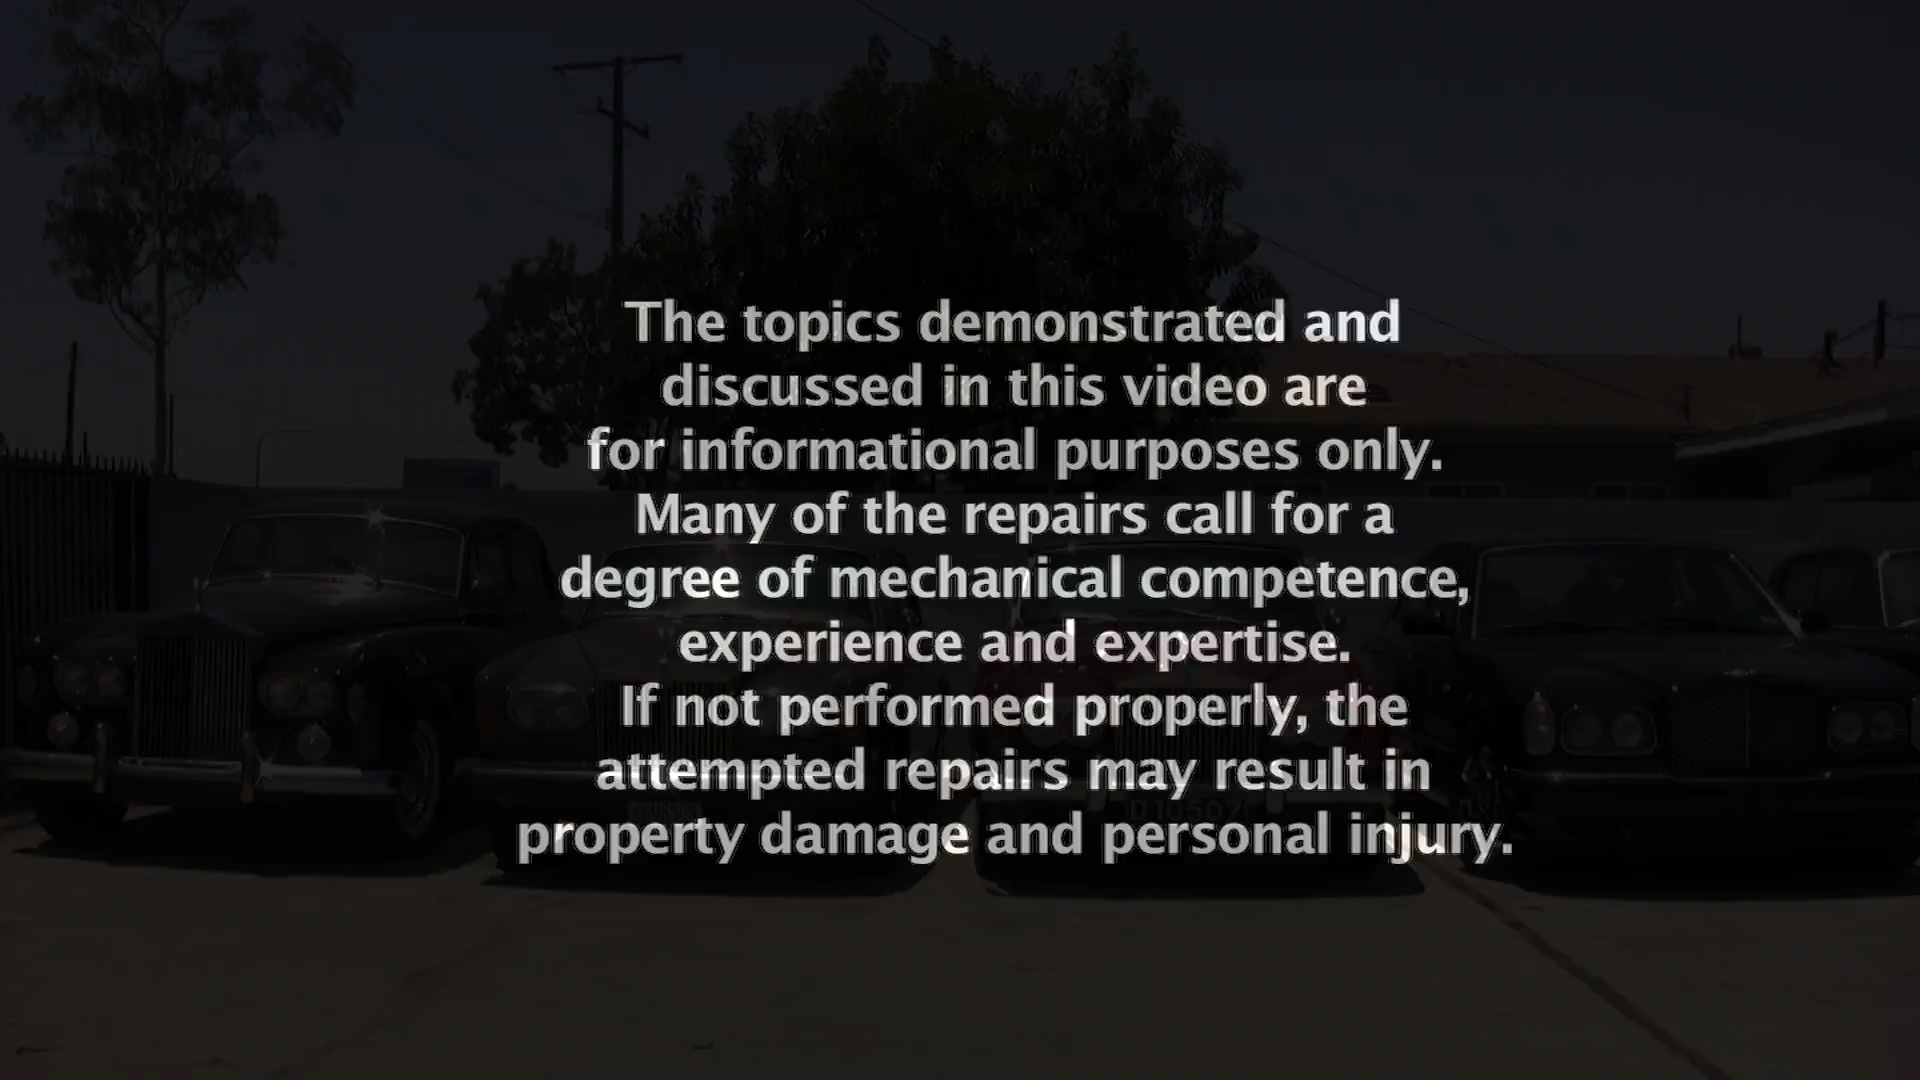 The topics demonstrated and
discussed in this video are
for informational purposes only.
Many of the repairs call for a
degree of mechanical competence,
experience and expertise.
If not performed properly, the
attempted repairs may result in
property damage and personal injury.